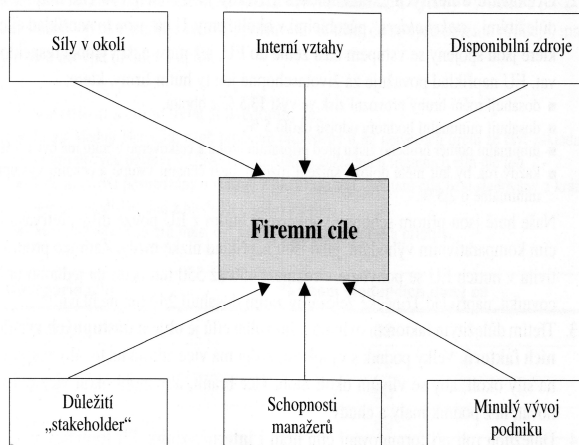 Síly v okolí
Interní vztahy
Disponibilní zdroje
Firemní cíle
Důležití
„stakeholder“
Schopnosti
manažerů
Minulý vývoj
podniku